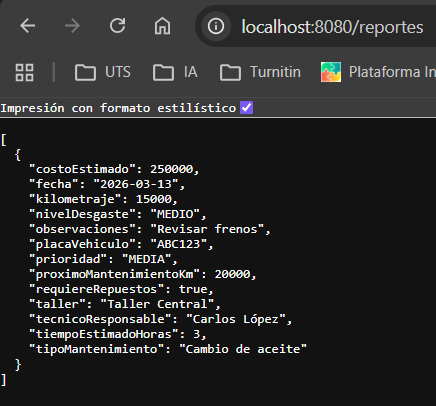 localhost:8080/reportes
UTS IA Turnitin Plataforma In
Impresión con formato estilístico
[
  {
    "costoEstimado": 250000,
    "fecha": "2026-03-13",
    "kilometraje": 15000,
    "nivelDesgaste": "MEDIO",
    "observaciones": "Revisar frenos",
    "placaVehiculo": "ABC123",
    "prioridad": "MEDIA",
    "proximoMantenimientoKm": 20000,
    "requiereRepuestos": true,
    "taller": "Taller Central",
    "tecnicoResponsable": "Carlos López",
    "tiempoEstimadoHoras": 3,
    "tipoMantenimiento": "Cambio de aceite"
  }
]